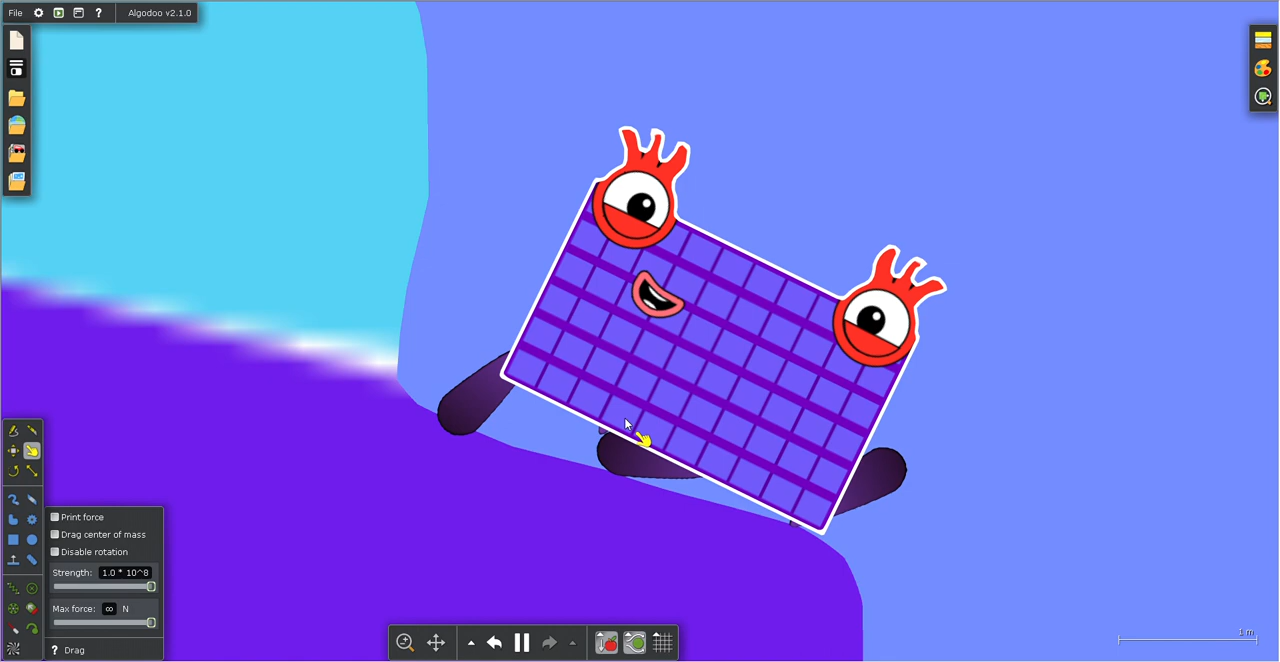 File ? Algodoo v2.1.0
Print force
Drag center of mass
Disable rotation
Strength: 1.0 * 10^8
Max force: ∞ N
? Drag
1 m